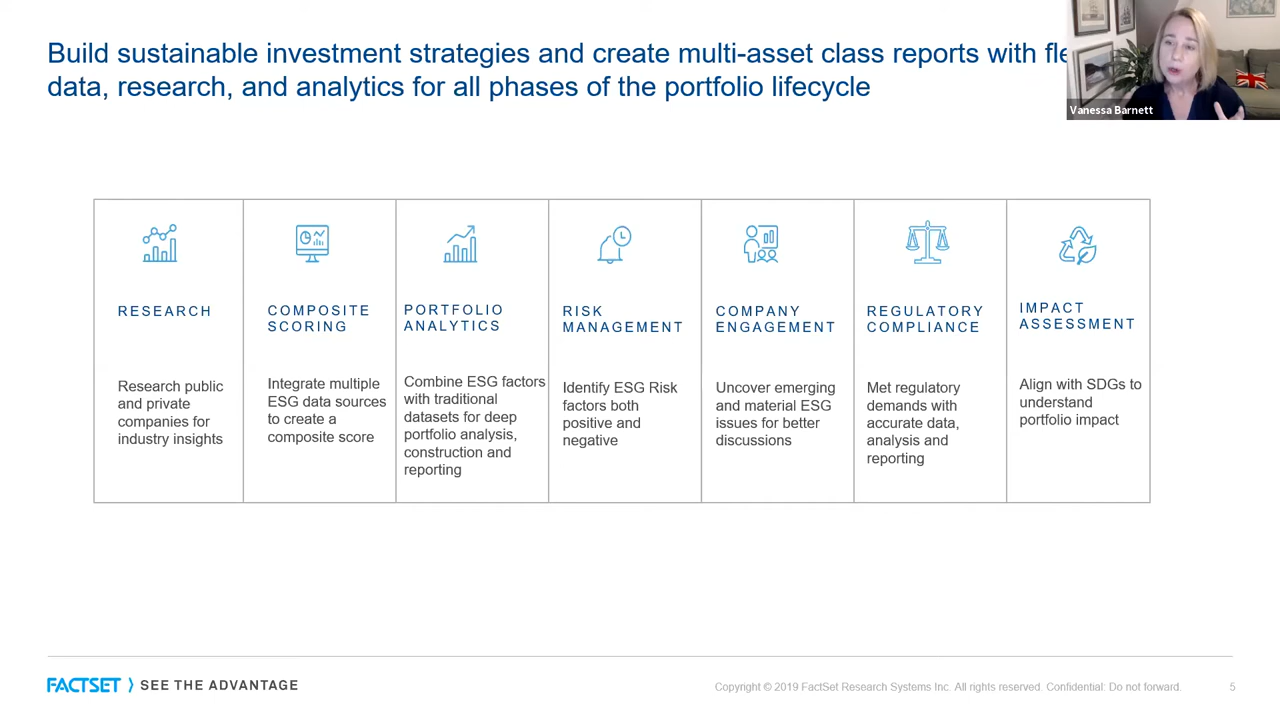 Build sustainable investment strategies and create multi-asset class reports with
data, research, and analytics for all phases of the portfolio lifecycle
Vanessa Barnett
RESEARCH
Research public
and private
companies for
industry insights
COMPOSITE
SCORING
Integrate multiple
ESG data sources
to create a
composite score
PORTFOLIO
ANALYTICS
Combine ESG factors
with traditional
datasets for deep
portfolio analysis,
construction and
reporting
RISK
MANAGEMENT
Identify ESG Risk
factors both
positive and
negative
COMPANY
ENGAGEMENT
Uncover emerging
and material ESG
issues for better
discussions
REGULATORY
COMPLIANCE
Met regulatory
demands with
accurate data,
analysis and
reporting
IMPACT
ASSESSMENT
Align with SDGs to
understand
portfolio impact
FACTSET SEE THE ADVANTAGE
Copyright © 2019 FactSet Research Systems Inc. All rights reserved. Confidential: Do not forward.
5